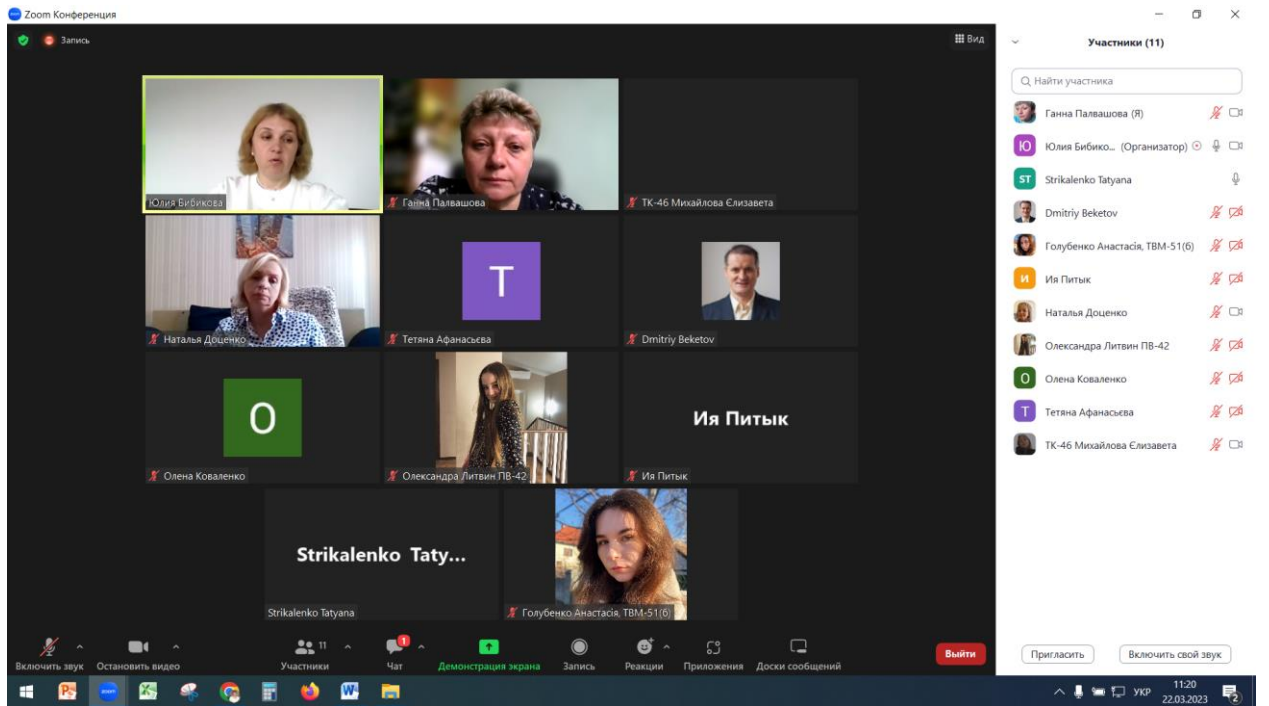 Zoom Конференция
Запись
Вид
Юлия Бибикова
Ганна Палвашова
ТК-46 Михайлова Єлизавета
Наталья Доценко
T
Тетяна Афанасьєва
Dmitriy Beketov
O
Олена Коваленко
Олександра Литвин ПВ-42
Ия Питык
Ия Питык
Strikalenko Taty...
Strikalenko Tatyana
Голубенко Анастасія, ТВМ-51(6)
Включить звук
Остановить видео
11
Участники
1
Чат
Демонстрация экрана
Запись
Реакции
Приложения
Доски сообщений
Выйти
Участники (11)
Найти участника
Ганна Палвашова (Я)
Ю
Юлия Бибико... (Организатор)
ST
Strikalenko Tatyana
Dmitriy Beketov
Голубенко Анастасія, ТВМ-51(6)
И
Ия Питык
Наталья Доценко
Олександра Литвин ПВ-42
O
Олена Коваленко
T
Тетяна Афанасьєва
ТК-46 Михайлова Єлизавета
Пригласить
Включить свой звук
zoom
УКР
11:20
22.03.2023
2